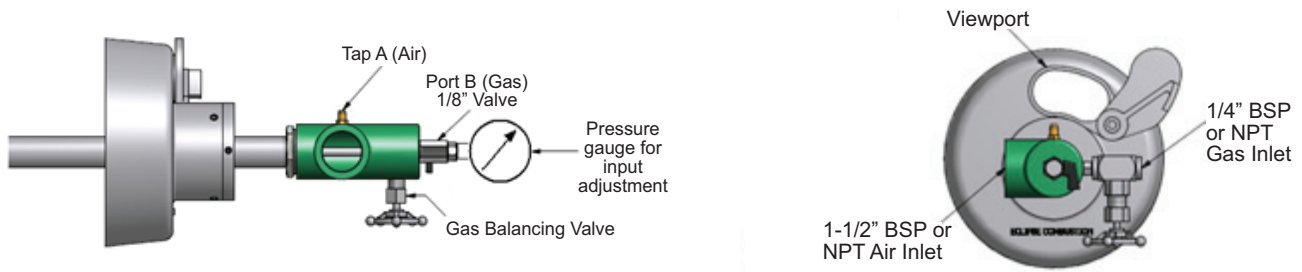 Tap A (Air)
Port B (Gas)
1/8” Valve
Pressure
gauge for
input
adjustment
Gas Balancing Valve
Viewport
1/4” BSP
or NPT
Gas Inlet
1-1/2” BSP or
NPT Air Inlet
ECLIPSE COMBUSTION